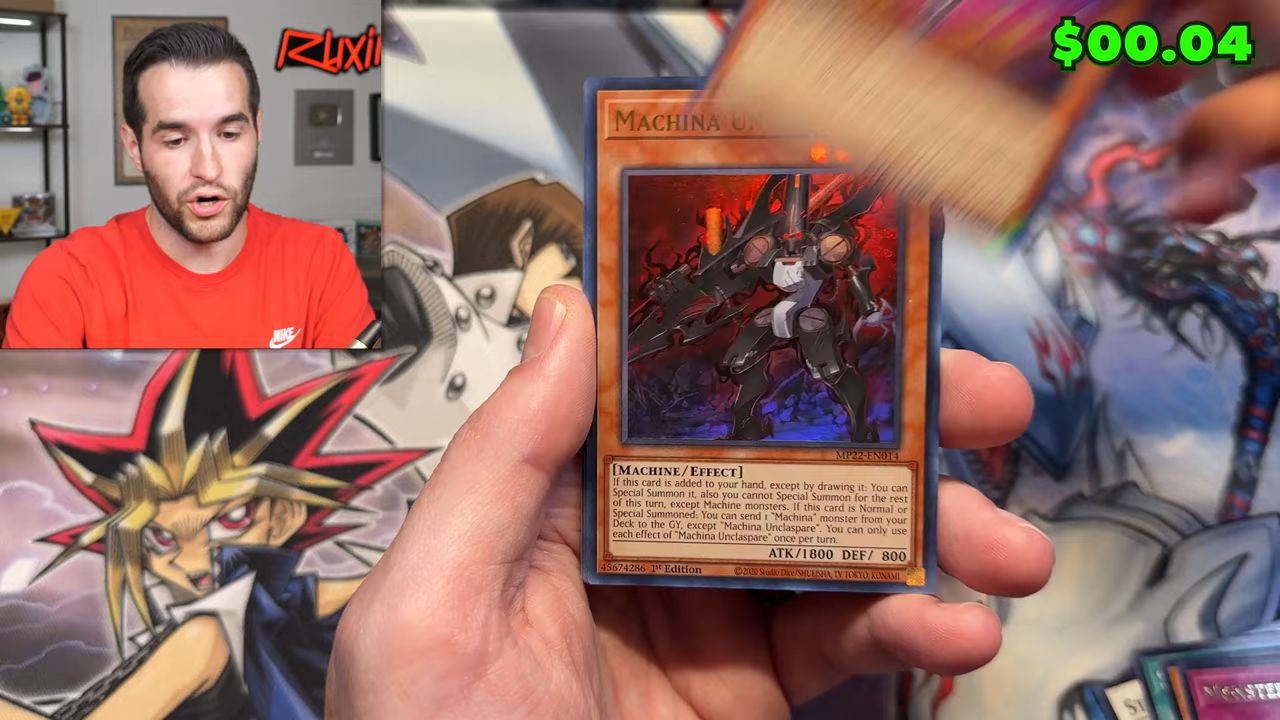 $00.04
NIKE
MACHINA
MP22-EN014
[MACHINE/EFFECT]
If this card is added to your hand, except by drawing it: You can
Special Summon it, also you cannot Special Summon for the rest
of this turn, except Machine monsters. If this card is Normal or
Special Summoned: You can send 1 "Machina" monster from your
Deck to the GY, except "Machina Unclaspare". You can only use
each effect of "Machina Unclaspare" once per turn.
ATK/1800 DEF/ 800
45674286 1st Edition
©2020 Studio Dice/SHUEISHA, TV TOKYO, KONAMI